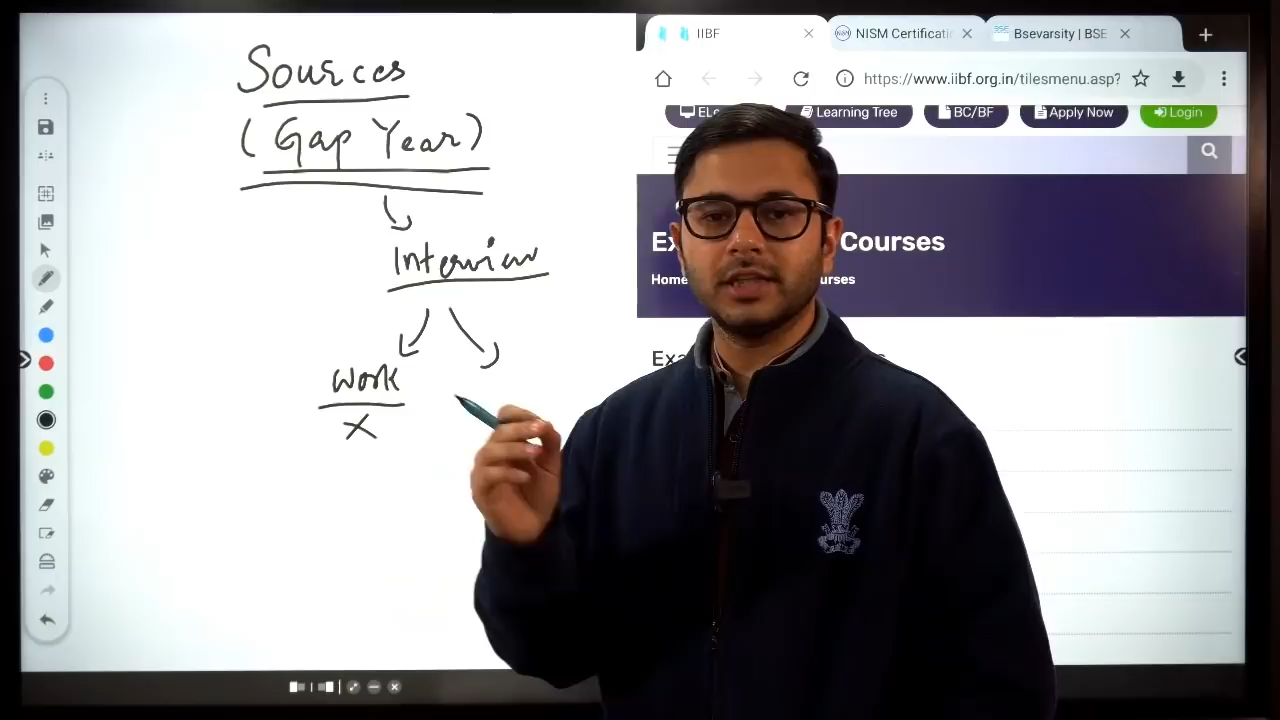 Sources
(Gap Year)
Interview
Work
X
IIBF
NISM Certificati
Bsevarsity | BSE
https://www.iibf.org.in/tilesmenu.asp?
Learning Tree
BC/BF
Apply Now
Login
Courses
Home